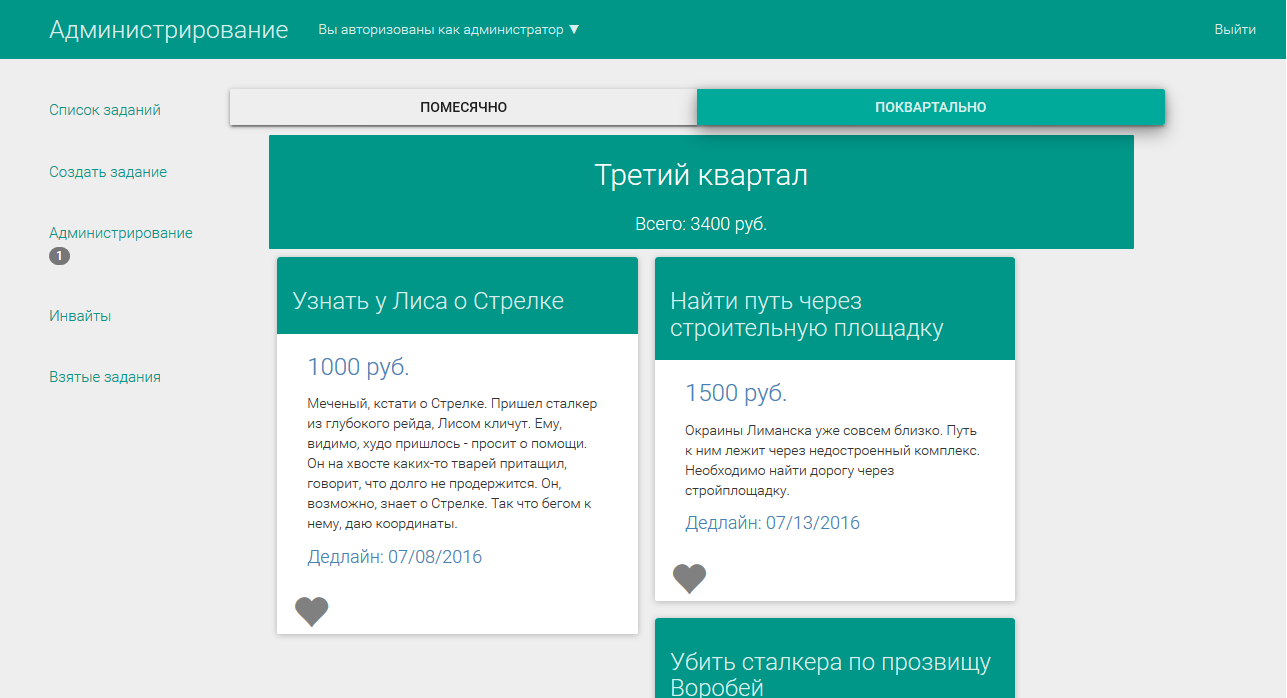 Администрирование
Вы авторизованы как администратор ▼
Выйти
Список заданий
Создать задание
Администрирование
1
Инвайты
Взятые задания
ПОМЕСЯЧНО
ПОКВАРТАЛЬНО
Третий квартал
Всего: 3400 руб.
Узнать у Лиса о Стрелке
1000 руб.
Меченый, кстати о Стрелке. Пришел сталкер
из глубокого рейда, Лисом кличут. Ему,
видимо, худо пришлось - просит о помощи.
Он на хвосте каких-то тварей притащил,
говорит, что долго не продержится. Он,
возможно, знает о Стрелке. Так что бегом к
нему, даю координаты.
Дедлайн: 07/08/2016
Найти путь через
строительную площадку
1500 руб.
Окраины Лиманска уже совсем близко. Путь
к ним лежит через недостроенный комплекс.
Необходимо найти дорогу через
стройплощадку.
Дедлайн: 07/13/2016
Убить сталкера по прозвищу
Воробей